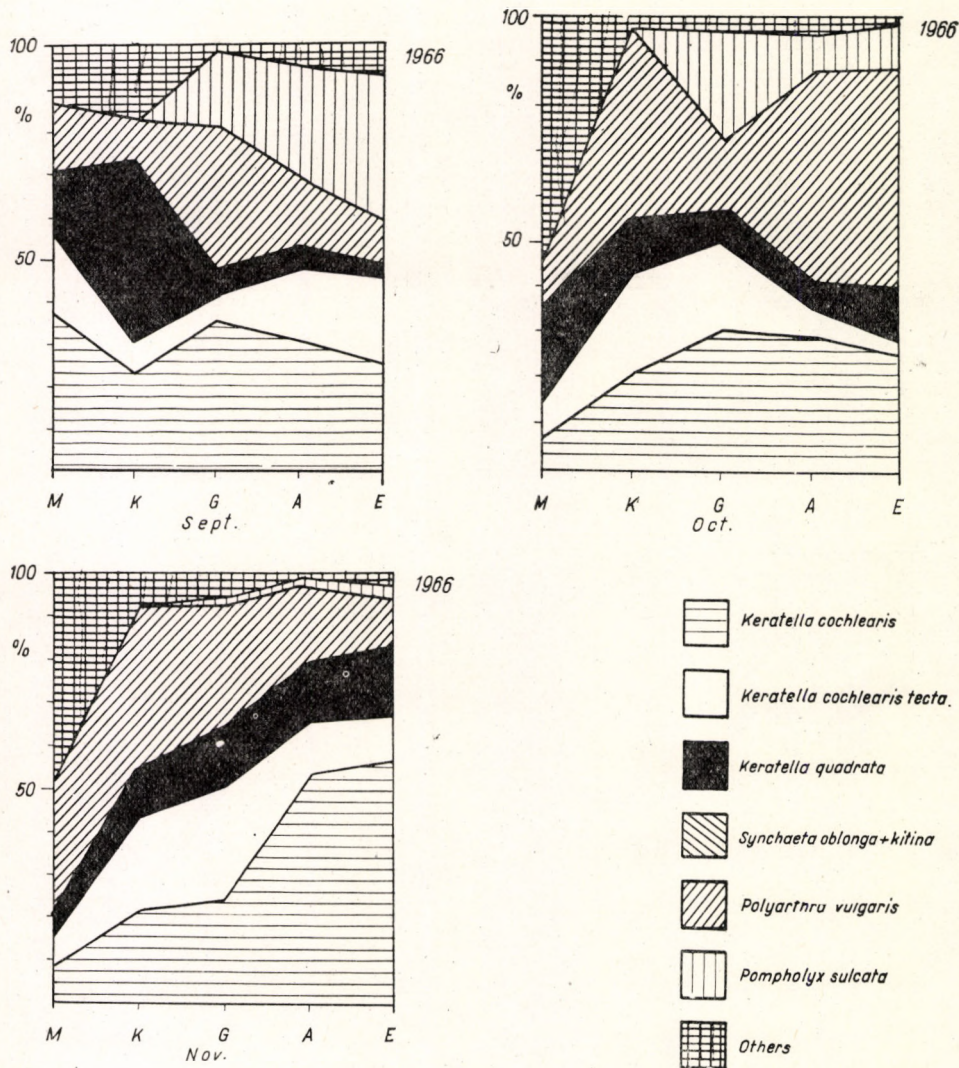 100
%
50
1966
M K G A E
Sept.
100
%
50
1966
M K G A E
Oct.
100
%
50
1966
M K G A E
Nov.
Keratella cochlearis
Keratella cochlearis tecta.
Keratella quadrata
Synchaeta oblonga+kitina
Polyarthru vulgaris
Pompholyx sulcata
Others